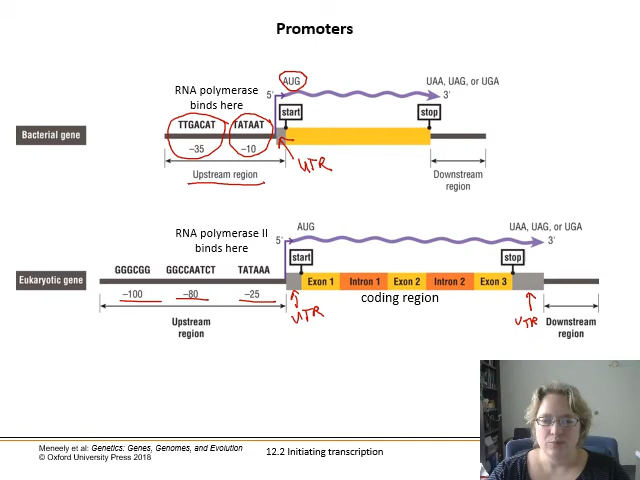 Promoters
AUG
UAA, UAG, or UGA
RNA polymerase
binds here
5′
3′
start
stop
TTGACAT
TATAAT
Bacterial gene
–35
–10
UTR
Upstream region
Downstream
region
RNA polymerase II
binds here
AUG
UAA, UAG, or UGA
5′
3′
start
stop
GGGCGG
GGCCAATCT
TATAAA
Eukaryotic gene
Exon 1
Intron 1
Exon 2
Intron 2
Exon 3
–100
–80
–25
coding region
UTR
UTR
Upstream
region
Downstream
region
Meneely et al: Genetics: Genes, Genomes, and Evolution
© Oxford University Press 2018
12.2 Initiating transcription